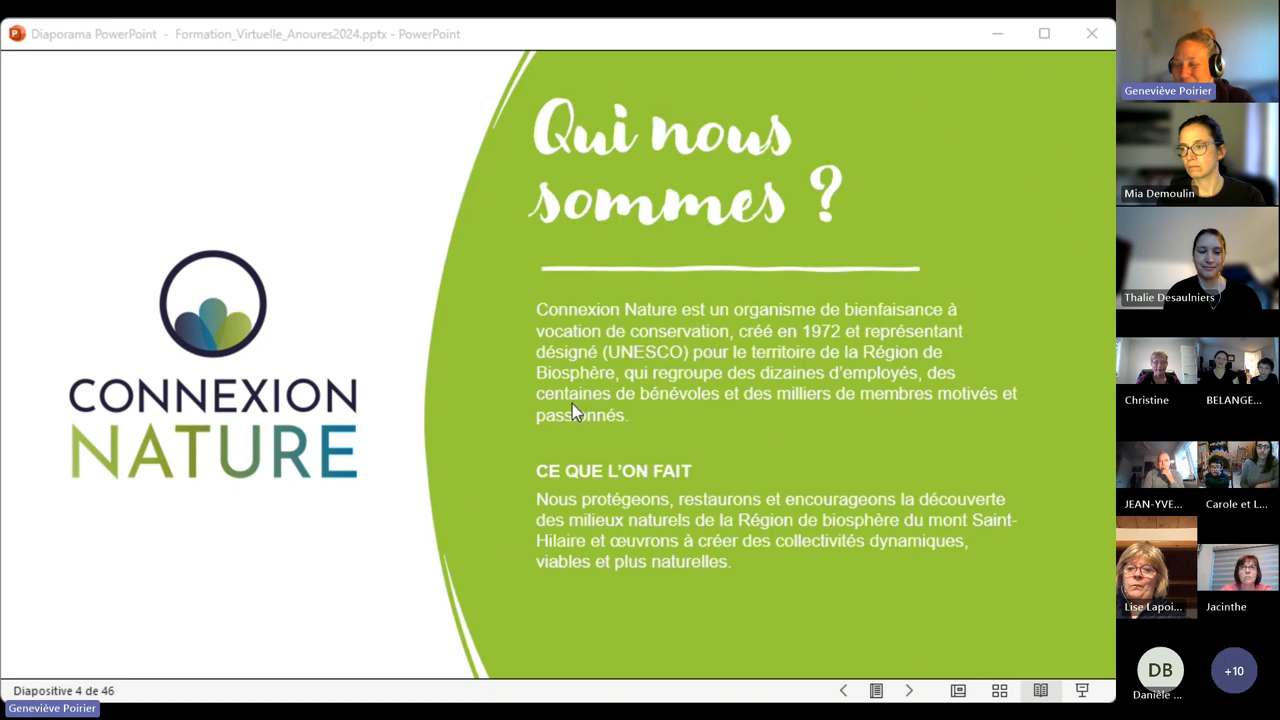 Diaporama PowerPoint - Formation_Virtuelle_Anoures2024.pptx - PowerPoint
Qui nous
sommes ?
CONNEXION
NATURE
Connexion Nature est un organisme de bienfaisance à
vocation de conservation, créé en 1972 et représentant
désigné (UNESCO) pour le territoire de la Région de
Biosphère, qui regroupe des dizaines d’employés, des
centaines de bénévoles et des milliers de membres motivés et
passionnés.
CE QUE L’ON FAIT
Nous protégeons, restaurons et encourageons la découverte
des milieux naturels de la Région de biosphère du mont Saint-
Hilaire et œuvrons à créer des collectivités dynamiques,
viables et plus naturelles.
Diapositive 4 de 46
Geneviève Poirier
Geneviève Poirier
Mia Demoulin
Thalie Desaulniers
Christine
BELANGE...
JEAN-YVE...
Carole et L...
Lise Lapoi...
Jacinthe
DB
Danièle ...
+10